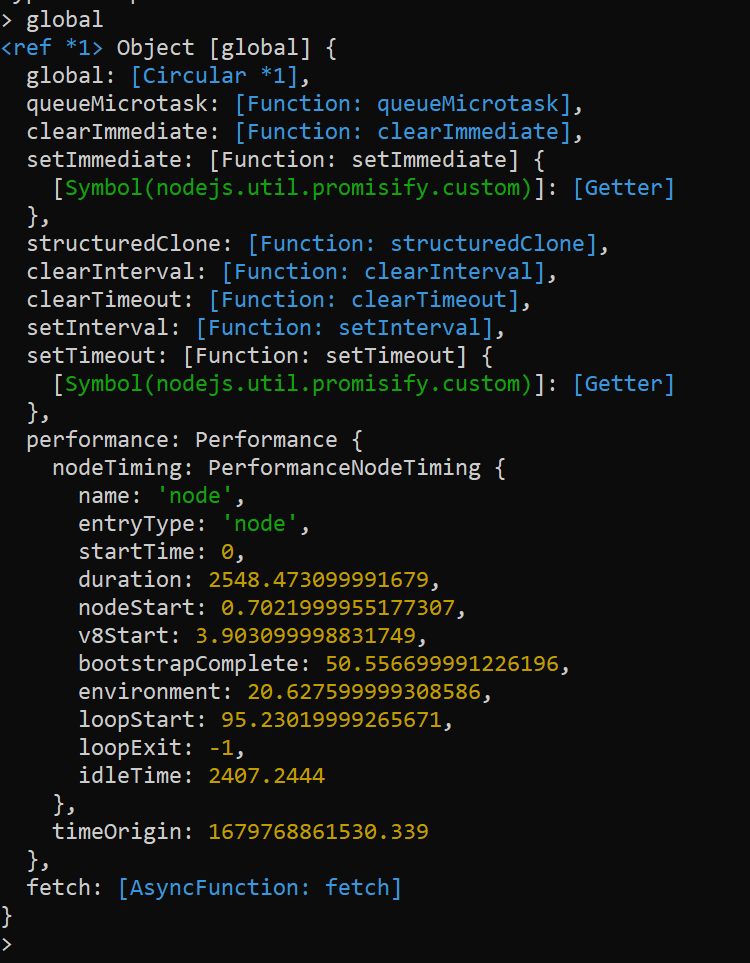 > global
<ref *1> Object [global] {
  global: [Circular *1],
  queueMicrotask: [Function: queueMicrotask],
  clearImmediate: [Function: clearImmediate],
  setImmediate: [Function: setImmediate] {
    [Symbol(nodejs.util.promisify.custom)]: [Getter]
  },
  structuredClone: [Function: structuredClone],
  clearInterval: [Function: clearInterval],
  clearTimeout: [Function: clearTimeout],
  setInterval: [Function: setInterval],
  setTimeout: [Function: setTimeout] {
    [Symbol(nodejs.util.promisify.custom)]: [Getter]
  },
  performance: Performance {
    nodeTiming: PerformanceNodeTiming {
      name: 'node',
      entryType: 'node',
      startTime: 0,
      duration: 2548.473099991679,
      nodeStart: 0.7021999955177307,
      v8Start: 3.903099998831749,
      bootstrapComplete: 50.556699991226196,
      environment: 20.627599999308586,
      loopStart: 95.23019999265671,
      loopExit: -1,
      idleTime: 2407.2444
    },
    timeOrigin: 1679768861530.339
  },
  fetch: [AsyncFunction: fetch]
}
>